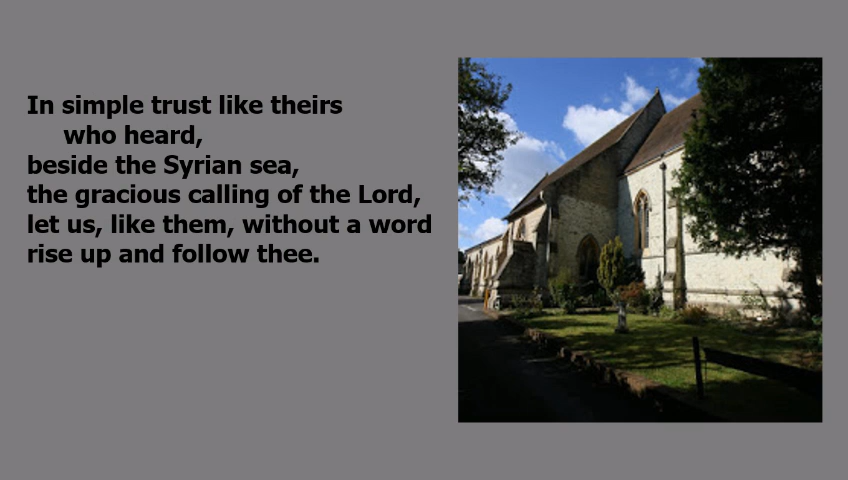 In simple trust like theirs
who heard,
beside the Syrian sea,
the gracious calling of the Lord,
let us, like them, without a word
rise up and follow thee.